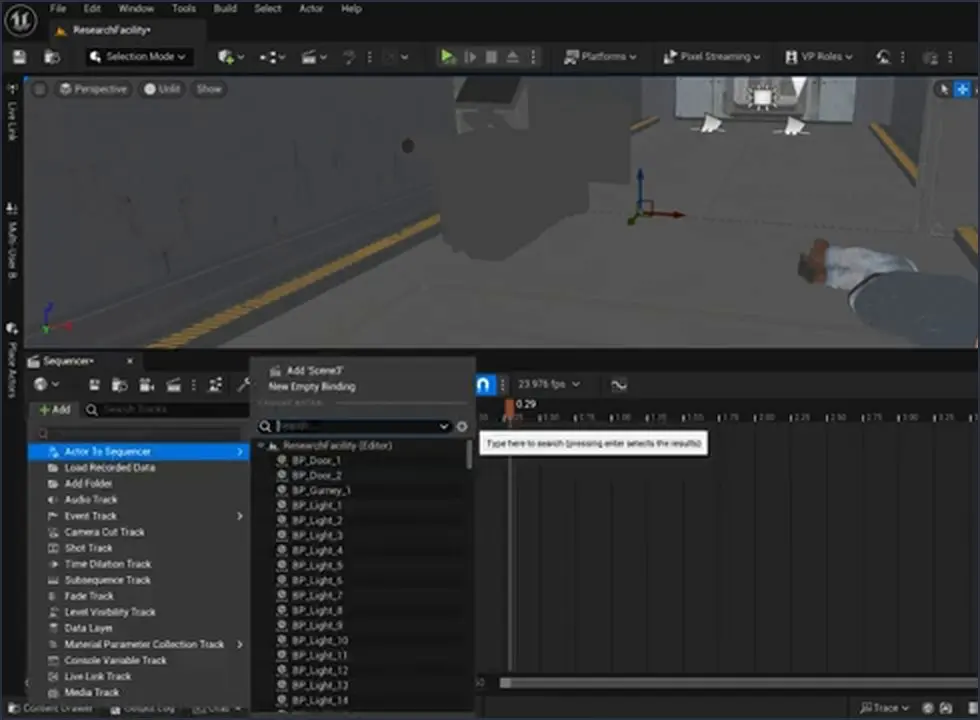 File Edit Window Tools Build Select Actor Help
ResearchFacility•
Selection Mode
Platforms
Pixel Streaming
VP Roles
Perspective
Unlit
Show
Live Link
Multi-User B..
Place Actors
Sequencer•
Add 'Scene3'
New Empty Binding
23.976 fps
0.29
+ Add
Search Tracks
Search...
Type here to search (pressing enter selects the results)
Actor To Sequencer
Load Recorded Data
Add Folder
Audio Track
Event Track
Camera Cut Track
Shot Track
Time Dilation Track
Subsequence Track
Fade Track
Level Visibility Track
Data Layer
Material Parameter Collection Track
Console Variable Track
Live Link Track
Media Track
ResearchFacility (Editor)
BP_Door_1
BP_Door_2
BP_Gurney_1
BP_Light_1
BP_Light_2
BP_Light_3
BP_Light_4
BP_Light_5
BP_Light_6
BP_Light_7
BP_Light_8
BP_Light_9
BP_Light_10
BP_Light_11
BP_Light_12
BP_Light_13
BP_Light_14
Content Drawer
Output Log
Trace